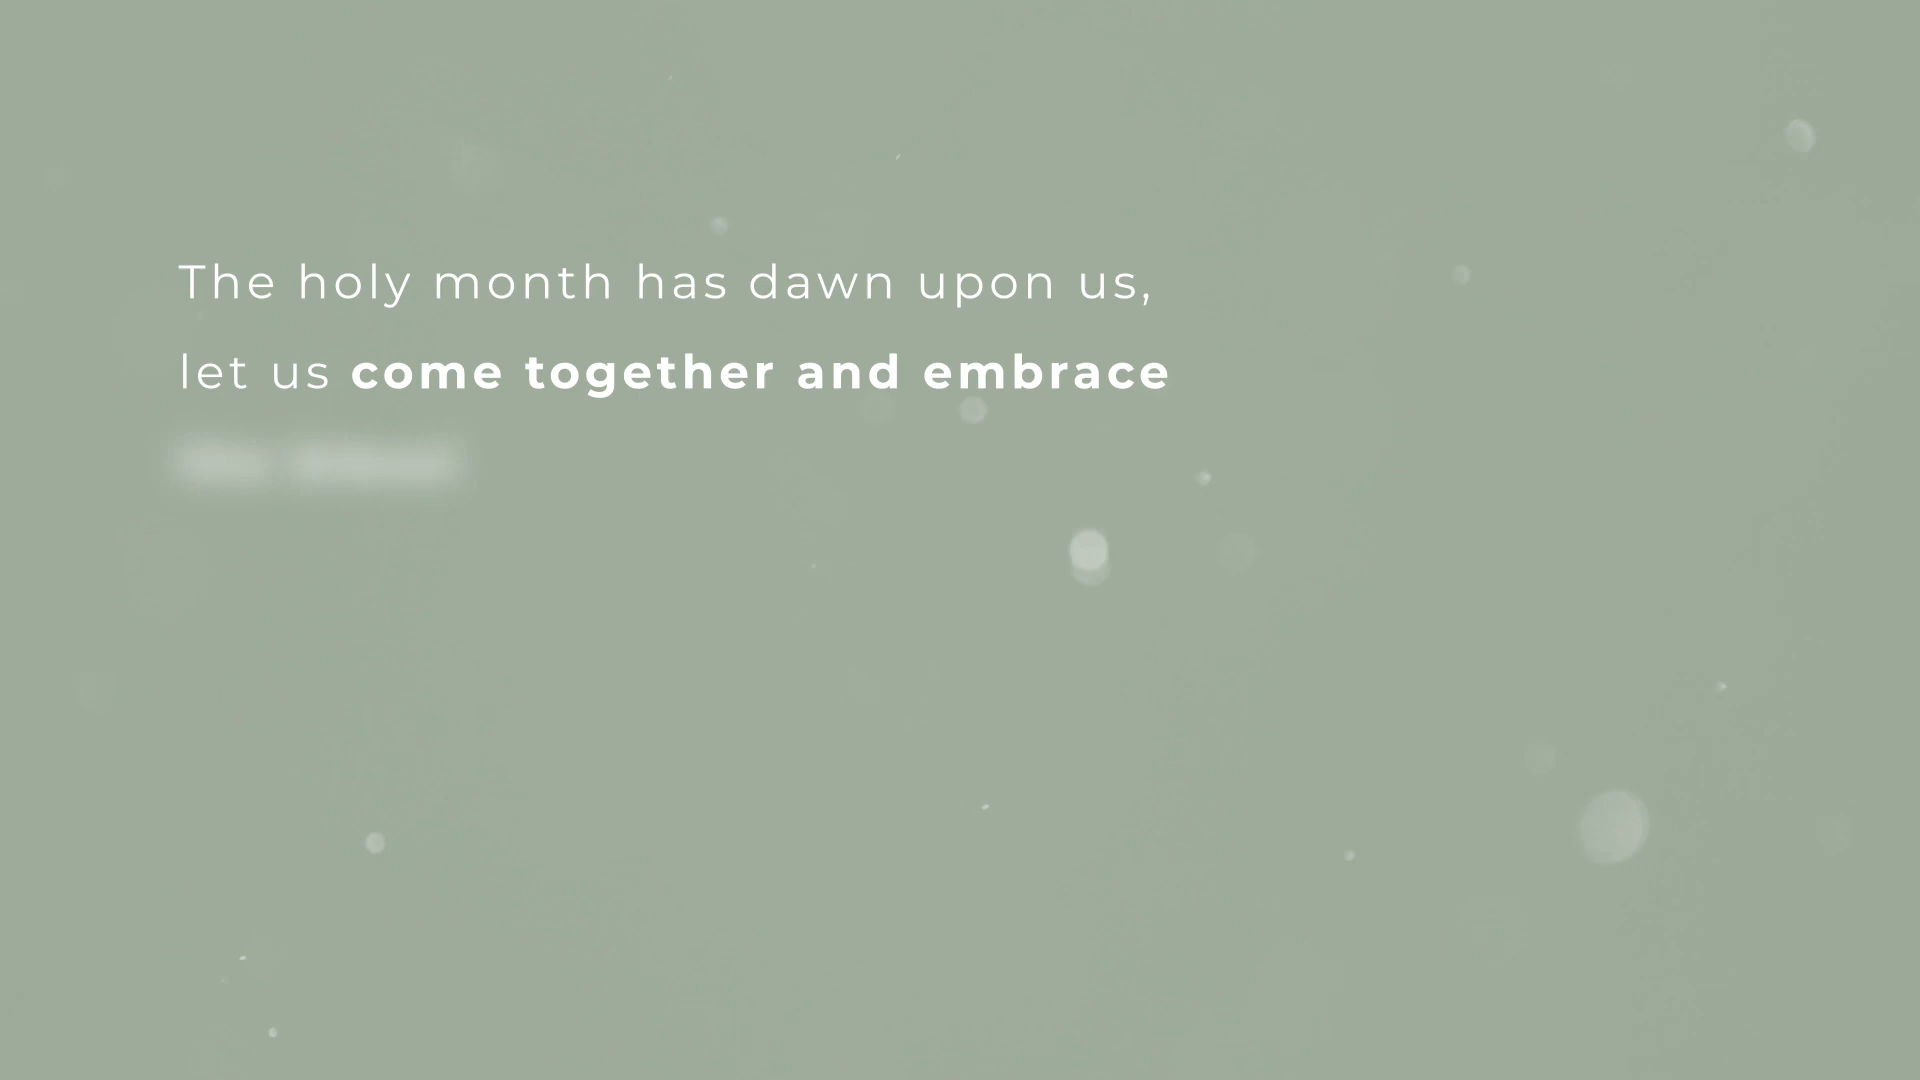 The holy month has dawn upon us,
let us come together and embrace